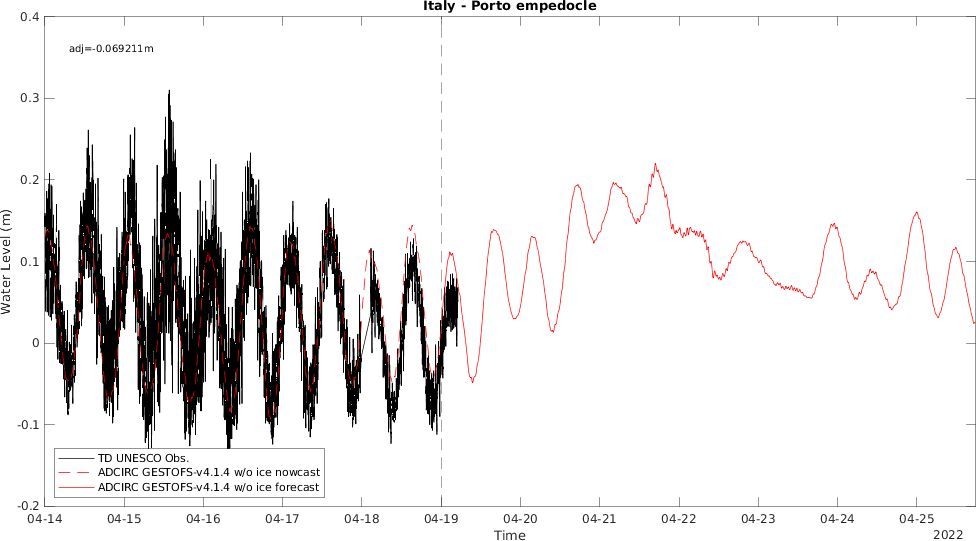 Italy - Porto empedocle
adj=-0.069211m
Water Level (m)
0.4
0.3
0.2
0.1
0
-0.1
-0.2
TD UNESCO Obs.
ADCIRC GESTOFS-v4.1.4 w/o ice nowcast
ADCIRC GESTOFS-v4.1.4 w/o ice forecast
04-14 04-15 04-16 04-17 04-18 04-19 04-20 04-21 04-22 04-23 04-24 04-25
Time
2022